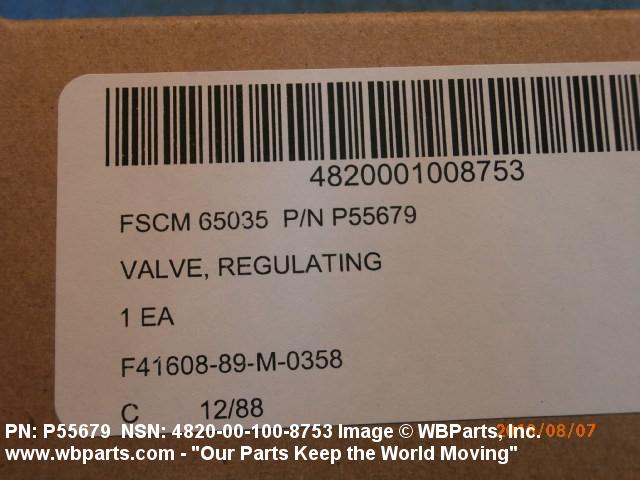 4820001008753
FSCM 65035 P/N P55679
VALVE, REGULATING
1 EA
F41608-89-M-0358
C 12/88
PN: P55679 NSN: 4820-00-100-8753 Image © WBParts, Inc.
www.wbparts.com - "Our Parts Keep the World Moving"